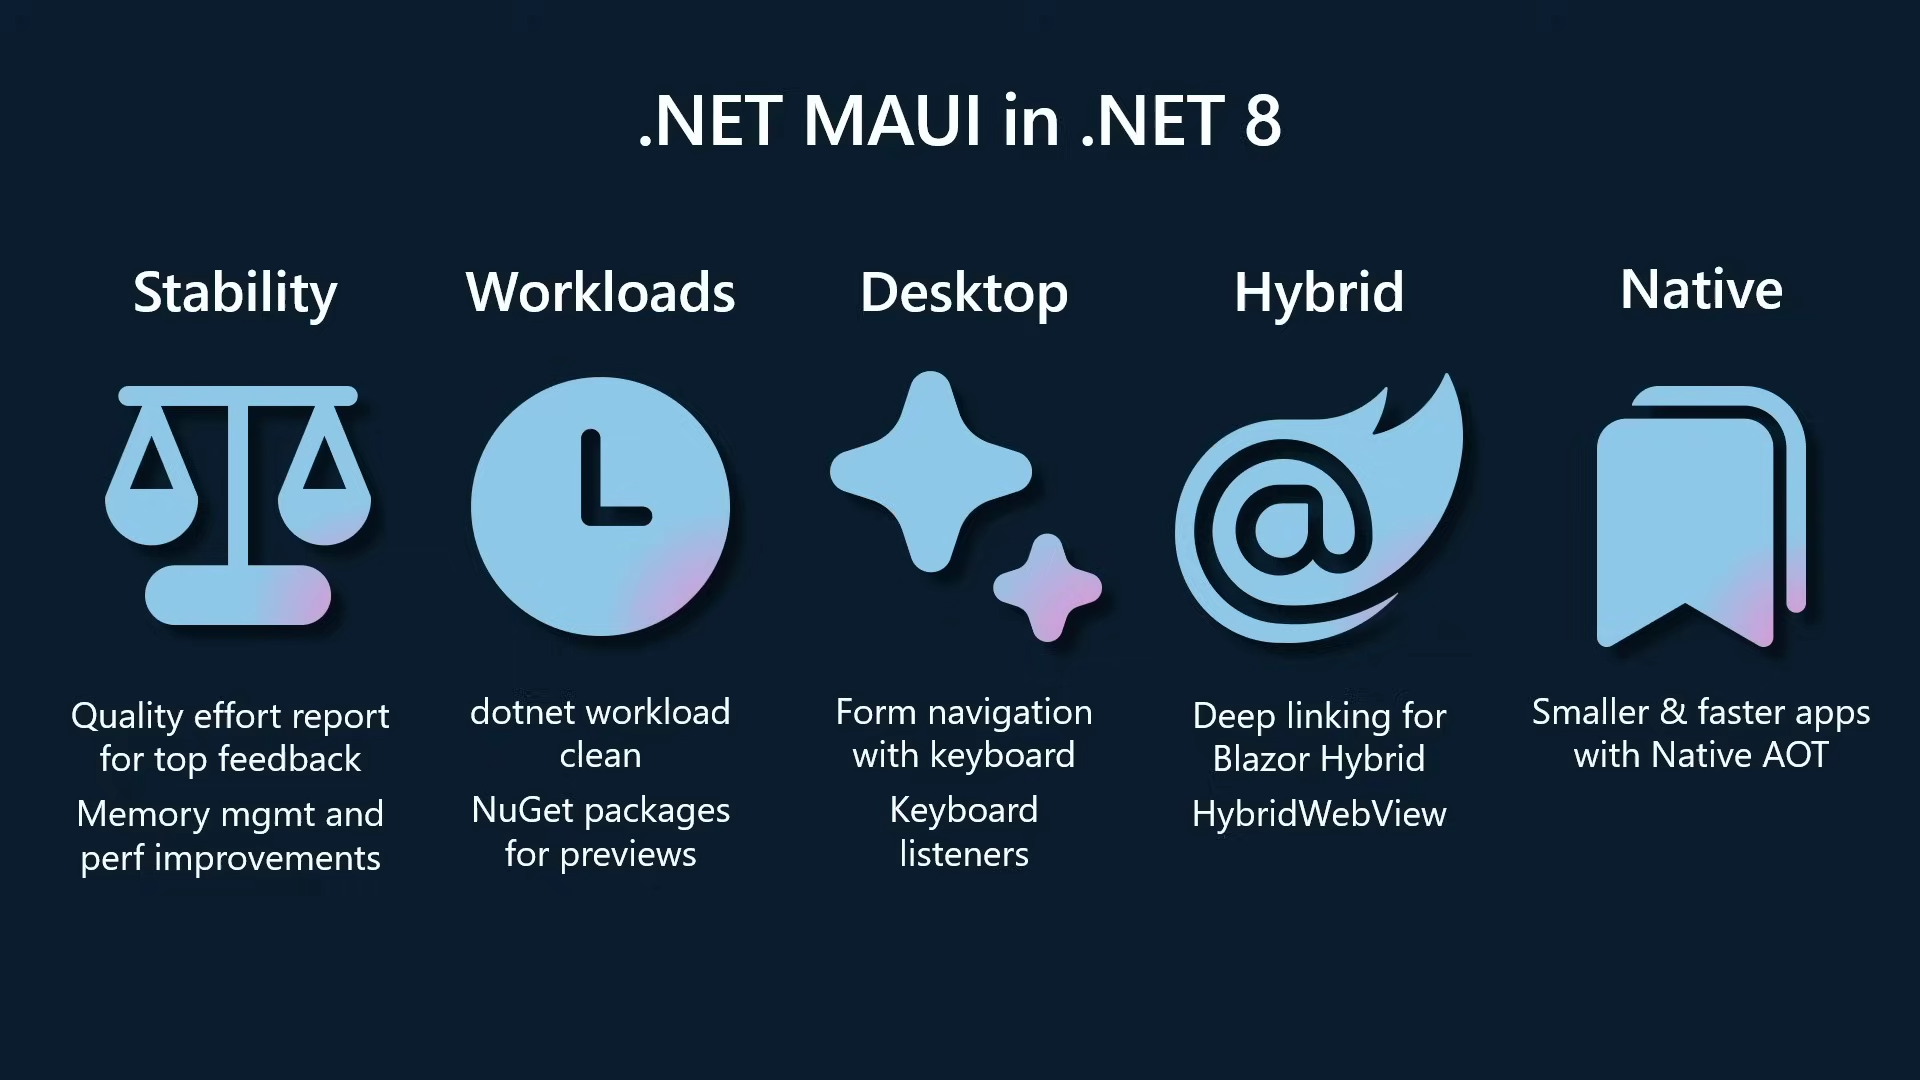 .NET MAUI in .NET 8
Stability
Quality effort report
for top feedback
Memory mgmt and
perf improvements
Workloads
dotnet workload
clean
NuGet packages
for previews
Desktop
Form navigation
with keyboard
Keyboard
listeners
Hybrid
@
Deep linking for
Blazor Hybrid
HybridWebView
Native
Smaller & faster apps
with Native AOT